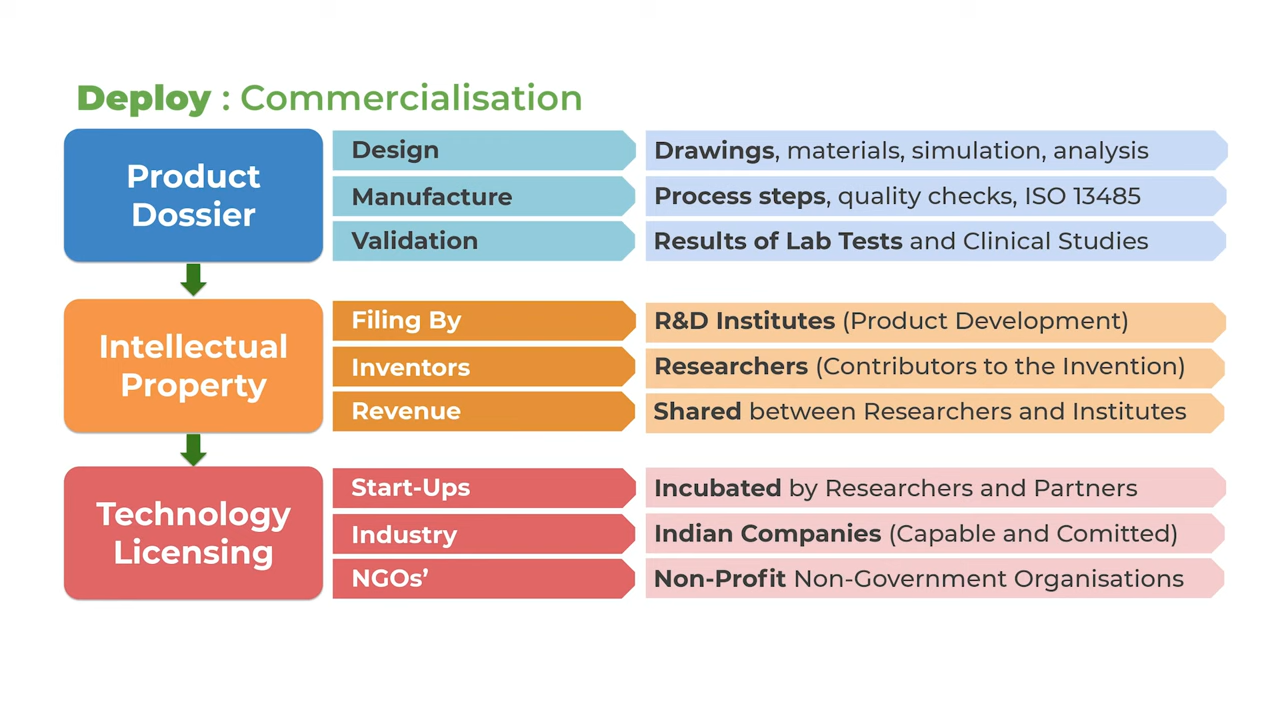 Deploy : Commercialisation
Product
Dossier
Design
Drawings, materials, simulation, analysis
Manufacture
Process steps, quality checks, ISO 13485
Validation
Results of Lab Tests and Clinical Studies
Intellectual
Property
Filing By
R&D Institutes (Product Development)
Inventors
Researchers (Contributors to the Invention)
Revenue
Shared between Researchers and Institutes
Technology
Licensing
Start-Ups
Incubated by Researchers and Partners
Industry
Indian Companies (Capable and Comitted)
NGOs’
Non-Profit Non-Government Organisations